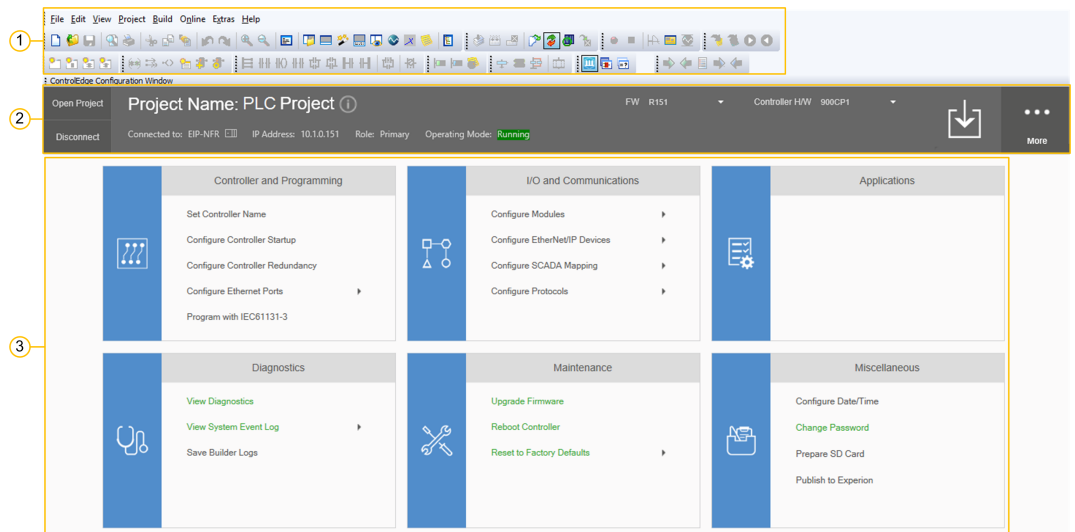 File Edit View Project Build Online Extras Help
1
ControlEdge Configuration Window
2
Open Project
Project Name: PLC Project
FW R151
Controller H/W 900CP1
Disconnect
Connected to: EIP-NFR IP Address: 10.1.0.151 Role: Primary Operating Mode: Running
More
3
Controller and Programming
Set Controller Name
Configure Controller Startup
Configure Controller Redundancy
Configure Ethernet Ports
Program with IEC61131-3
I/O and Communications
Configure Modules
Configure EtherNet/IP Devices
Configure SCADA Mapping
Configure Protocols
Applications
Diagnostics
View Diagnostics
View System Event Log
Save Builder Logs
Maintenance
Upgrade Firmware
Reboot Controller
Reset to Factory Defaults
Miscellaneous
Configure Date/Time
Change Password
Prepare SD Card
Publish to Experion